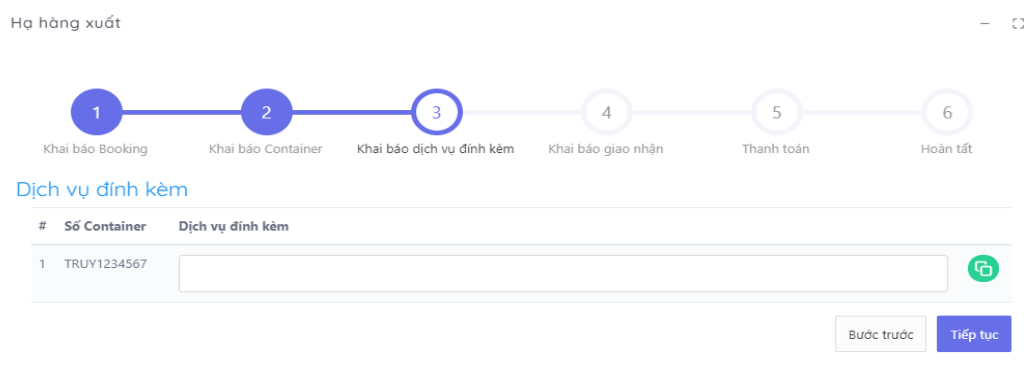 Hạ hàng xuất
1 2 3 4 5 6
Khai báo Booking Khai báo Container Khai báo dịch vụ đính kèm Khai báo giao nhận Thanh toán Hoàn tất
Dịch vụ đính kèm
# Số Container Dịch vụ đính kèm
1 TRUY1234567
Bước trước Tiếp tục